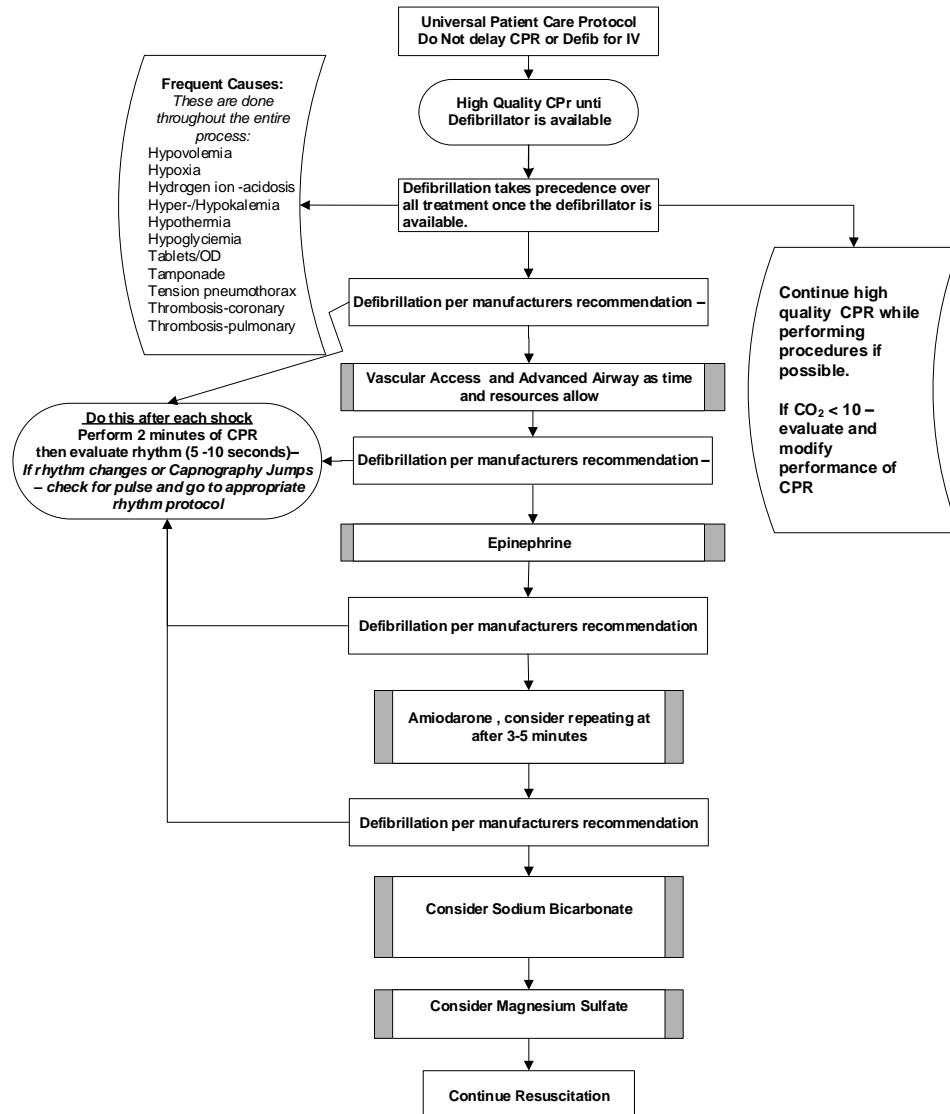 Universal Patient Care Protocol
Do Not delay CPR or Defib for IV
High Quality CPr unti
Defibrillator is available
Frequent Causes:
These are done
throughout the entire
process:
Hypovolemia
Hypoxia
Hydrogen ion -acidosis
Hyper-/Hypokalemia
Hypothermia
Hypoglyciemia
Tablets/OD
Tamponade
Tension pneumothorax
Thrombosis-coronary
Thrombosis-pulmonary
Defibrillation takes precedence over
all treatment once the defibrillator is
available.
Continue high
quality CPR while
performing
procedures if
possible.
If CO₂ < 10 –
evaluate and
modify
performance of
CPR
Defibrillation per manufacturers recommendation –
Vascular Access and Advanced Airway as time
and resources allow
Do this after each shock
Perform 2 minutes of CPR
then evaluate rhythm (5 -10 seconds)–
If rhythm changes or Capnography Jumps
– check for pulse and go to appropriate
rhythm protocol
Defibrillation per manufacturers recommendation –
Epinephrine
Defibrillation per manufacturers recommendation
Amiodarone , consider repeating at
after 3-5 minutes
Defibrillation per manufacturers recommendation
Consider Sodium Bicarbonate
Consider Magnesium Sulfate
Continue Resuscitation